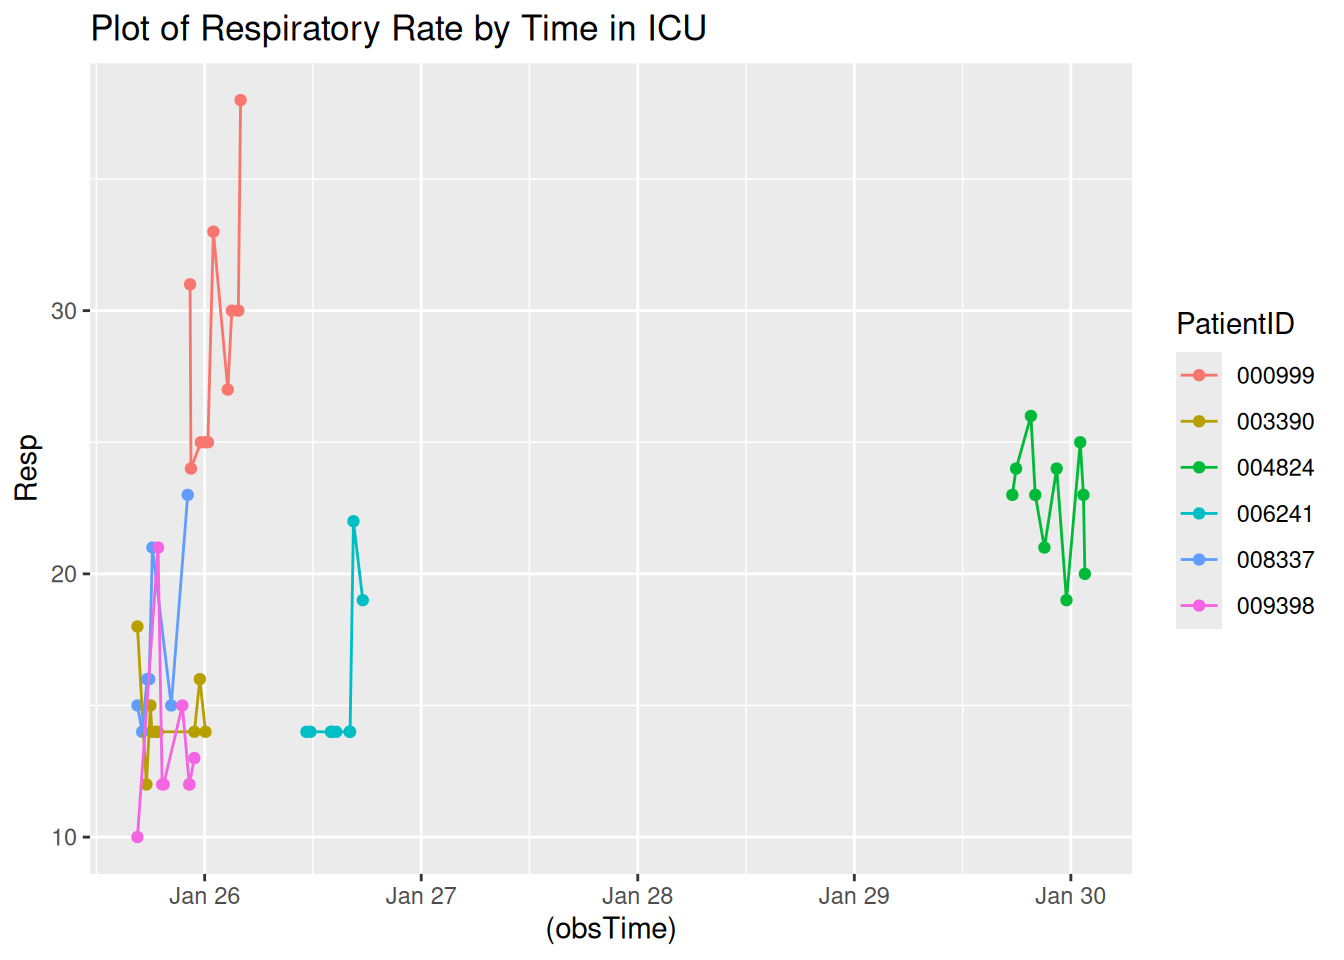 Plot of Respiratory Rate by Time in ICU
Resp
30
20
10
Jan 26
Jan 27
Jan 28
Jan 29
Jan 30
(obsTime)
PatientID
000999
003390
004824
006241
008337
009398